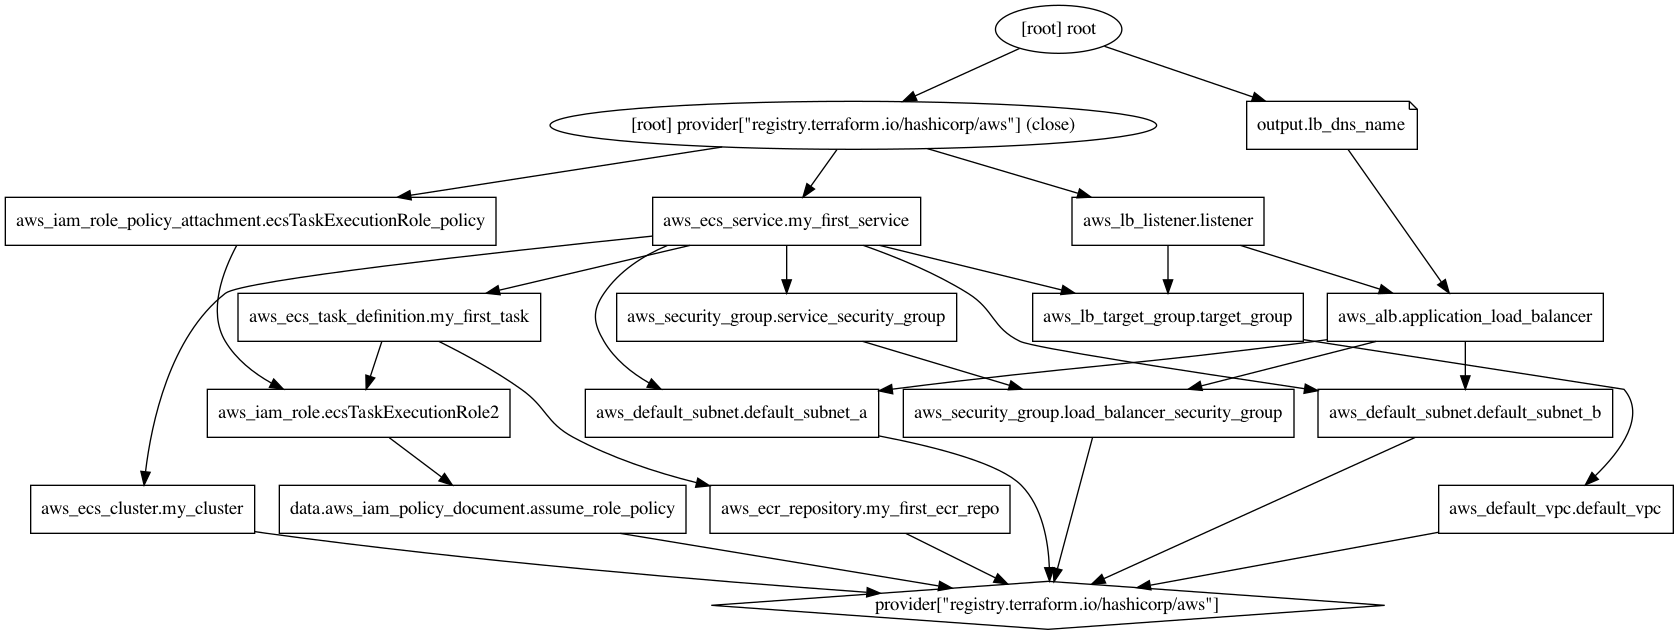 [root] root
[root] provider["registry.terraform.io/hashicorp/aws"] (close)
output.lb_dns_name
aws_iam_role_policy_attachment.ecsTaskExecutionRole_policy
aws_ecs_service.my_first_service
aws_lb_listener.listener
aws_ecs_task_definition.my_first_task
aws_security_group.service_security_group
aws_lb_target_group.target_group
aws_alb.application_load_balancer
aws_iam_role.ecsTaskExecutionRole2
aws_default_subnet.default_subnet_a
aws_security_group.load_balancer_security_group
aws_default_subnet.default_subnet_b
aws_ecs_cluster.my_cluster
data.aws_iam_policy_document.assume_role_policy
aws_ecr_repository.my_first_ecr_repo
aws_default_vpc.default_vpc
provider["registry.terraform.io/hashicorp/aws"]